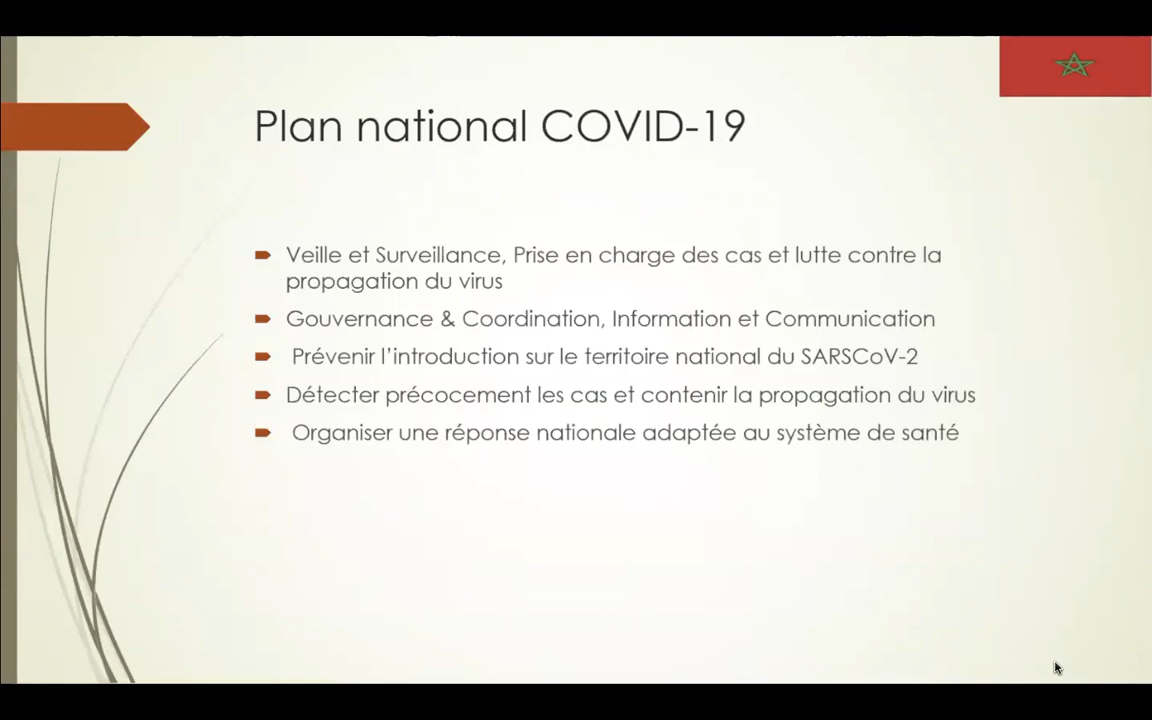 Plan national COVID-19
Veille et Surveillance, Prise en charge des cas et lutte contre la
propagation du virus
Gouvernance & Coordination, Information et Communication
Prévenir l'introduction sur le territoire national du SARSCoV-2
Détecter précocement les cas et contenir la propagation du virus
Organiser une réponse nationale adaptée au système de santé